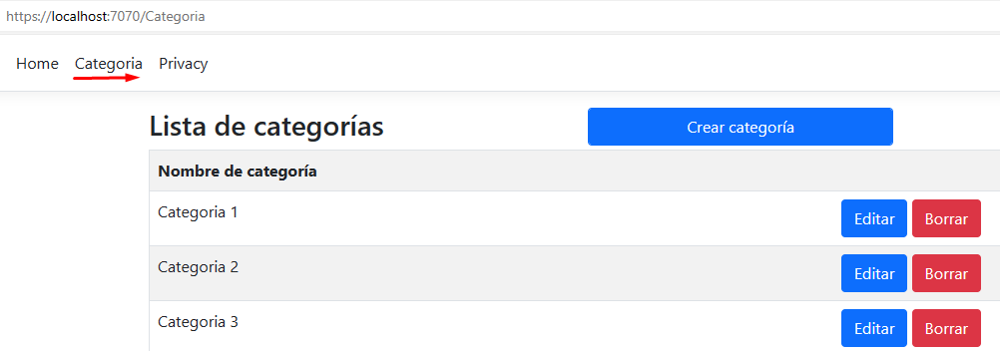 https://localhost:7070/Categoria
Home Categoria Privacy
Lista de categorías Crear categoría
Nombre de categoría
Categoria 1 Editar Borrar
Categoria 2 Editar Borrar
Categoria 3 Editar Borrar